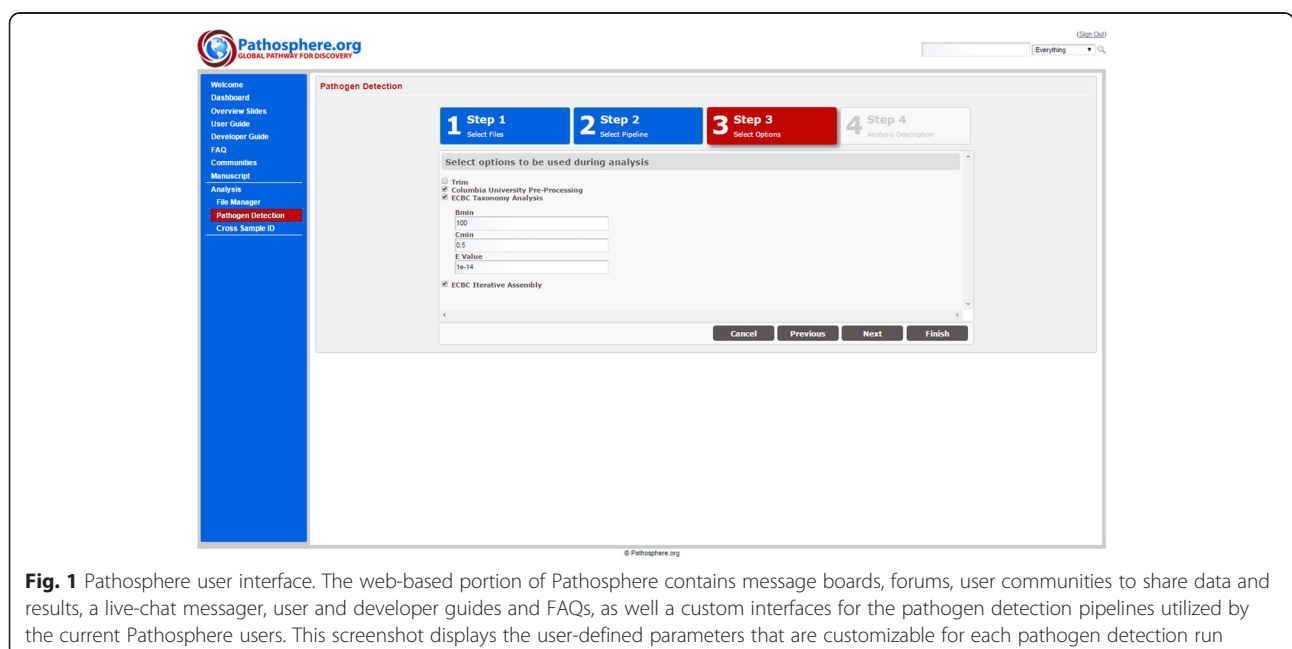 Pathosphere.org
GLOBAL PATHWAY FOR DISCOVERY
(Sign Out)
Everything
Welcome
Dashboard
Overview Slides
User Guide
Developer Guide
FAQ
Communities
Manuscript
Analysis
File Manager
Pathogen Detection
Cross Sample ID
Pathogen Detection
1 Step 1
Select Files
2 Step 2
Select Pipeline
3 Step 3
Select Options
4 Step 4
Analysis Description
Select options to be used during analysis
Trim
Columbia University Pre-Processing
ECBC Taxonomy Analysis
Bmin
100
Cmin
0.5
E Value
1e-14
ECBC Iterative Assembly
Cancel Previous Next Finish
© Pathosphere.org
Fig. 1 Pathosphere user interface. The web-based portion of Pathosphere contains message boards, forums, user communities to share data and
results, a live-chat messager, user and developer guides and FAQs, as well a custom interfaces for the pathogen detection pipelines utilized by
the current Pathosphere users. This screenshot displays the user-defined parameters that are customizable for each pathogen detection run